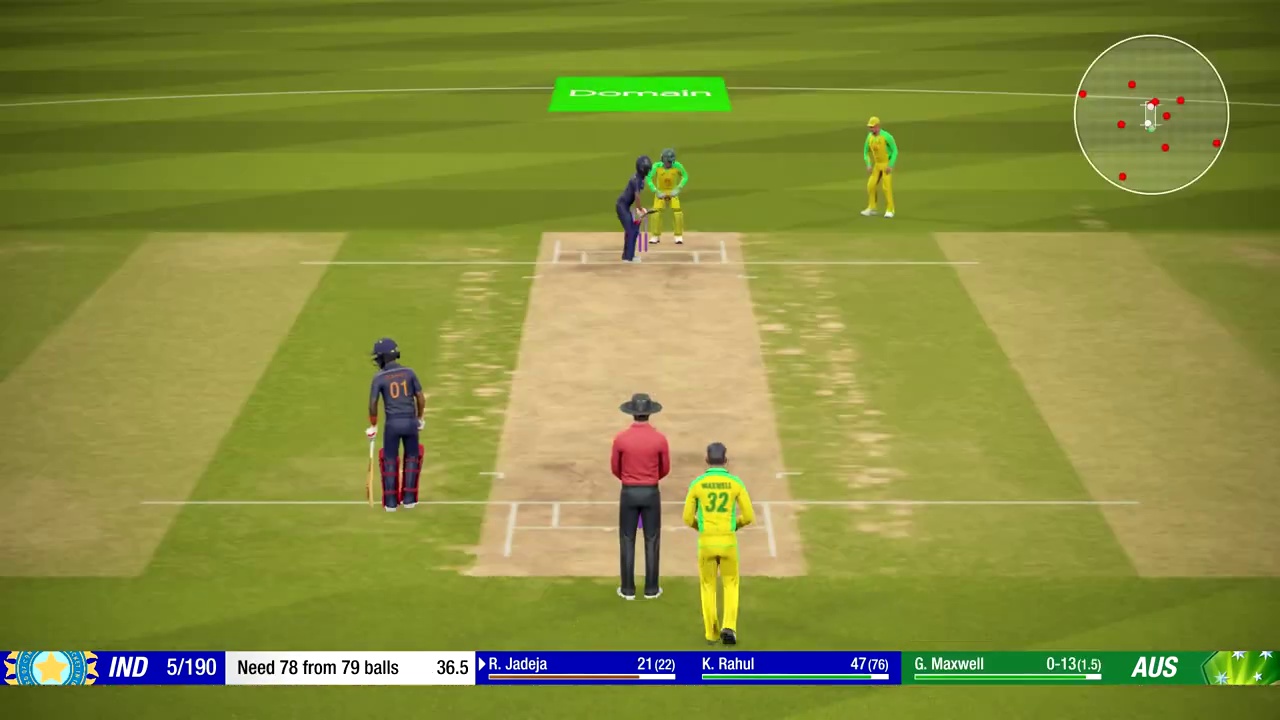 Domain
01
MAXWELL
32
IND 5/190 Need 78 from 79 balls 36.5 R. Jadeja 21(22) K. Rahul 47(76) G. Maxwell 0-13(1.5) AUS